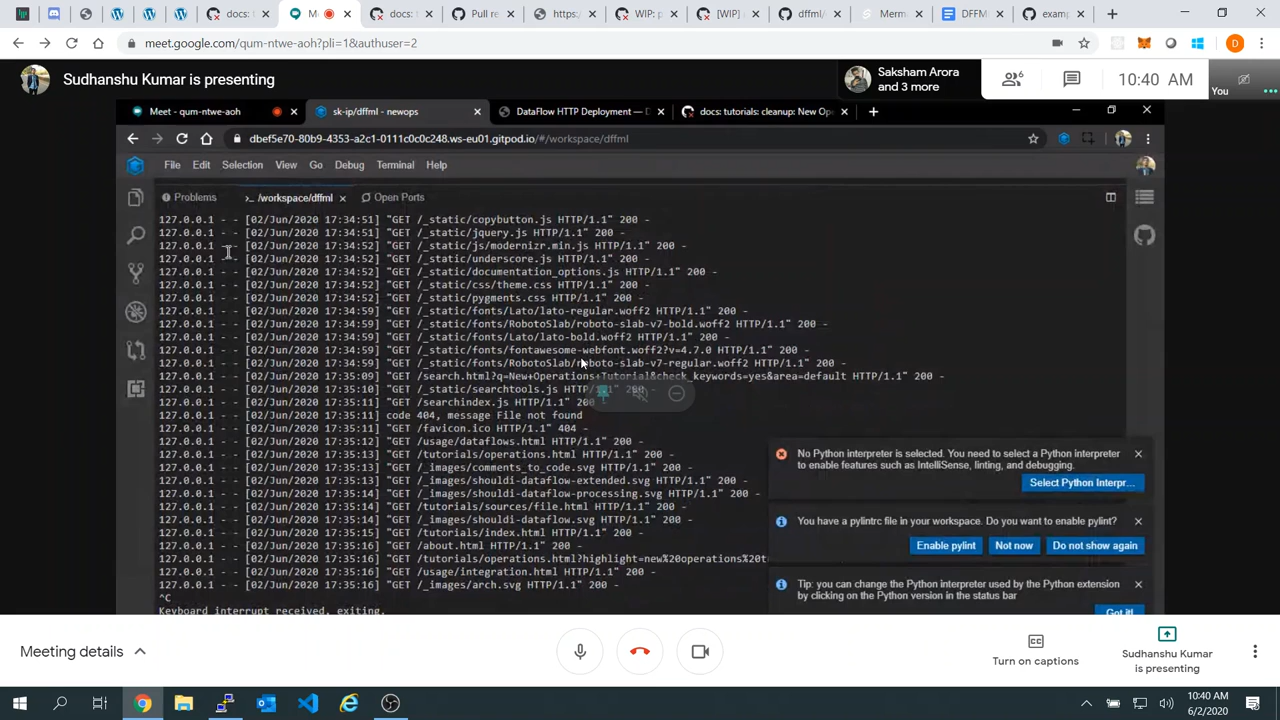 docs: t
M
docs: t
Pull re
https:/
WIP: p
[WIP] /
dffml/
Merm
DFFM
examp
meet.google.com/qum-ntwe-aoh?pli=1&authuser=2
D
Sudhanshu Kumar is presenting
Saksham Arora
and 3 more
6
10:40 AM
You
Meet - qum-ntwe-aoh
sk-ip/dffml - newops
DataFlow HTTP Deployment — D
docs: tutorials: cleanup: New Ope
dbef5e70-80b9-4353-a2c1-0111c0c0c248.ws-eu01.gitpod.io/#/workspace/dffml
File Edit Selection View Go Debug Terminal Help
Problems
>_ /workspace/dffml
Open Ports
127.0.0.1 - - [02/Jun/2020 17:34:51] "GET /_static/copybutton.js HTTP/1.1" 200 -
127.0.0.1 - - [02/Jun/2020 17:34:51] "GET /_static/jquery.js HTTP/1.1" 200 -
127.0.0.1 - - [02/Jun/2020 17:34:52] "GET /_static/js/modernizr.min.js HTTP/1.1" 200 -
127.0.0.1 - - [02/Jun/2020 17:34:52] "GET /_static/underscore.js HTTP/1.1" 200 -
127.0.0.1 - - [02/Jun/2020 17:34:52] "GET /_static/documentation_options.js HTTP/1.1" 200 -
127.0.0.1 - - [02/Jun/2020 17:34:52] "GET /_static/css/theme.css HTTP/1.1" 200 -
127.0.0.1 - - [02/Jun/2020 17:34:52] "GET /_static/pygments.css HTTP/1.1" 200 -
127.0.0.1 - - [02/Jun/2020 17:34:59] "GET /_static/fonts/Lato/lato-regular.woff2 HTTP/1.1" 200 -
127.0.0.1 - - [02/Jun/2020 17:34:59] "GET /_static/fonts/RobotoSlab/roboto-slab-v7-bold.woff2 HTTP/1.1" 200 -
127.0.0.1 - - [02/Jun/2020 17:34:59] "GET /_static/fonts/Lato/lato-bold.woff2 HTTP/1.1" 200 -
127.0.0.1 - - [02/Jun/2020 17:34:59] "GET /_static/fonts/fontawesome-webfont.woff2?v=4.7.0 HTTP/1.1" 200 -
127.0.0.1 - - [02/Jun/2020 17:34:59] "GET /_static/fonts/RobotoSlab/roboto-slab-v7-regular.woff2 HTTP/1.1" 200 -
127.0.0.1 - - [02/Jun/2020 17:35:09] "GET /search.html?q=New+Operations+Tutorial&check_keywords=yes&area=default HTTP/1.1" 200 -
127.0.0.1 - - [02/Jun/2020 17:35:11] "GET /_static/searchtools.js HTTP/1.1" 200 -
127.0.0.1 - - [02/Jun/2020 17:35:11] "GET /searchindex.js HTTP/1.1" 200
127.0.0.1 - - [02/Jun/2020 17:35:11] code 404, message File not found
127.0.0.1 - - [02/Jun/2020 17:35:11] "GET /favicon.ico HTTP/1.1" 404 -
127.0.0.1 - - [02/Jun/2020 17:35:13] "GET /usage/dataflows.html HTTP/1.1" 200 -
127.0.0.1 - - [02/Jun/2020 17:35:13] "GET /tutorials/operations.html HTTP/1.1" 200 -
127.0.0.1 - - [02/Jun/2020 17:35:13] "GET /_images/comments_to_code.svg HTTP/1.1" 200 -
127.0.0.1 - - [02/Jun/2020 17:35:13] "GET /_images/shouldi-dataflow-extended.svg HTTP/1.1" 200 -
127.0.0.1 - - [02/Jun/2020 17:35:14] "GET /_images/shouldi-dataflow-processing.svg HTTP/1.1" 200 -
127.0.0.1 - - [02/Jun/2020 17:35:14] "GET /tutorials/sources/file.html HTTP/1.1" 200 -
127.0.0.1 - - [02/Jun/2020 17:35:14] "GET /_images/shouldi-dataflow.svg HTTP/1.1" 200 -
127.0.0.1 - - [02/Jun/2020 17:35:15] "GET /tutorials/index.html HTTP/1.1" 200 -
127.0.0.1 - - [02/Jun/2020 17:35:16] "GET /about.html HTTP/1.1" 200 -
127.0.0.1 - - [02/Jun/2020 17:35:16] "GET /tutorials/operations.html?highlight=new%20operations%20t
127.0.0.1 - - [02/Jun/2020 17:35:16] "GET /usage/integration.html HTTP/1.1" 200 -
127.0.0.1 - - [02/Jun/2020 17:35:16] "GET /_images/arch.svg HTTP/1.1" 200 -
^C
Keyboard interrupt received, exiting.
No Python interpreter is selected. You need to select a Python interpreter
to enable features such as IntelliSense, linting, and debugging.
Select Python Interpr...
You have a pylintrc file in your workspace. Do you want to enable pylint?
Enable pylint
Not now
Do not show again
Tip: you can change the Python interpreter used by the Python extension
by clicking on the Python version in the status bar
Got it!
Meeting details
Turn on captions
Sudhanshu Kumar
is presenting
10:40 AM
6/2/2020